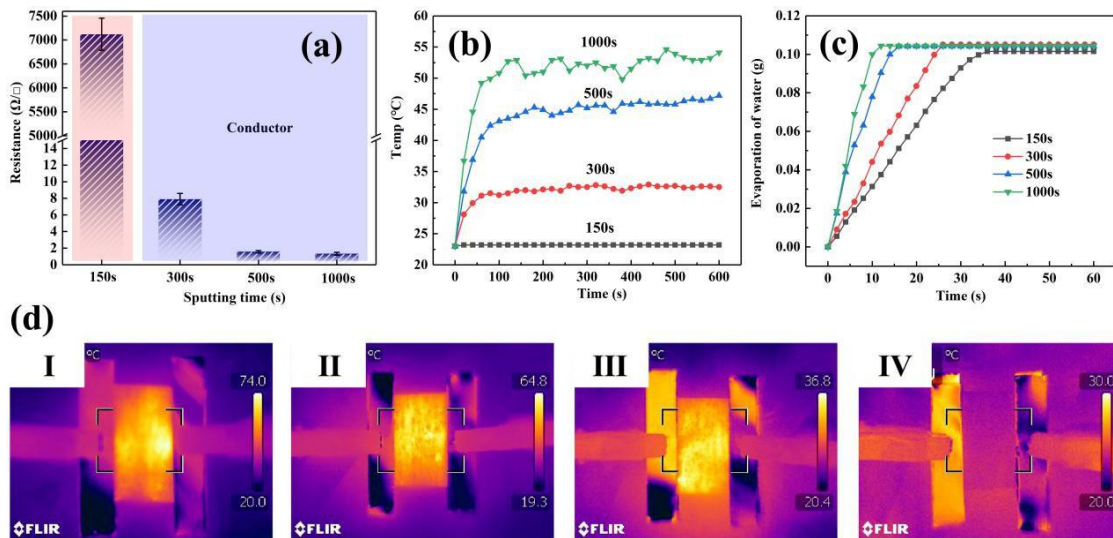 (a)
7500
7000
6500
6000
5500
5000
14
12
10
8
6
4
2
0
Resistance (Ω/□)
Conductor
150s
300s
500s
1000s
Sputting time (s)
(b)
60
55
50
45
40
35
30
25
20
Temp (°C)
1000s
500s
300s
150s
0
100
200
300
400
500
600
Time (s)
(c)
0.12
0.10
0.08
0.06
0.04
0.02
0.00
Evaporation of water (g)
150s
300s
500s
1000s
0
10
20
30
40
50
60
Time (s)
(d)
I
°C
74.0
20.0
FLIR
II
°C
64.8
19.3
FLIR
III
°C
36.8
20.4
FLIR
IV
°C
30.0
20.0
FLIR